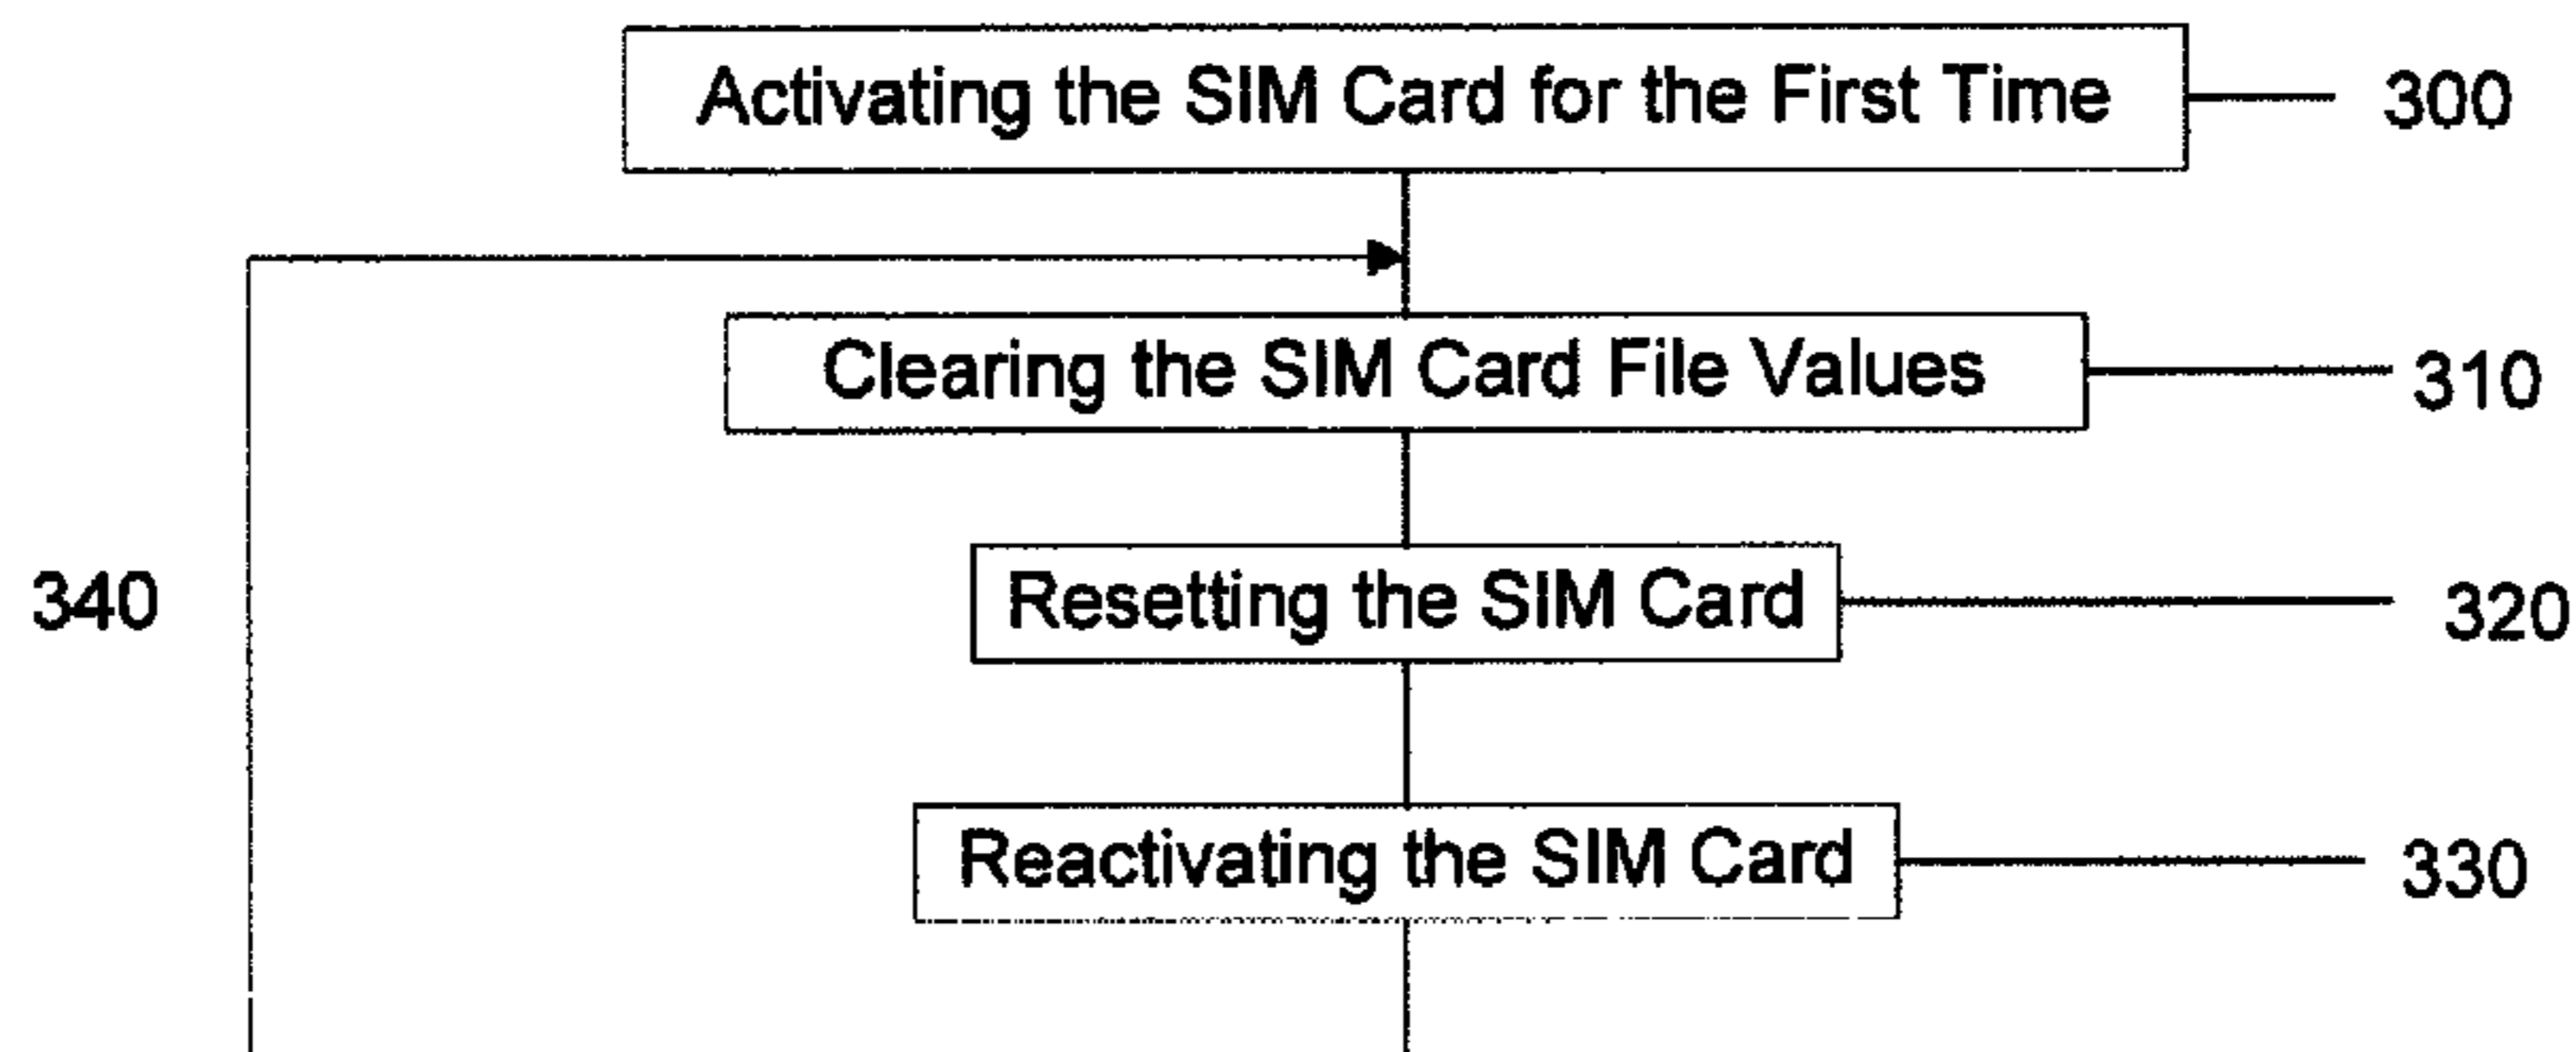 Activating the SIM Card for the First Time 300
Clearing the SIM Card File Values 310
340 Resetting the SIM Card 320
Reactivating the SIM Card 330